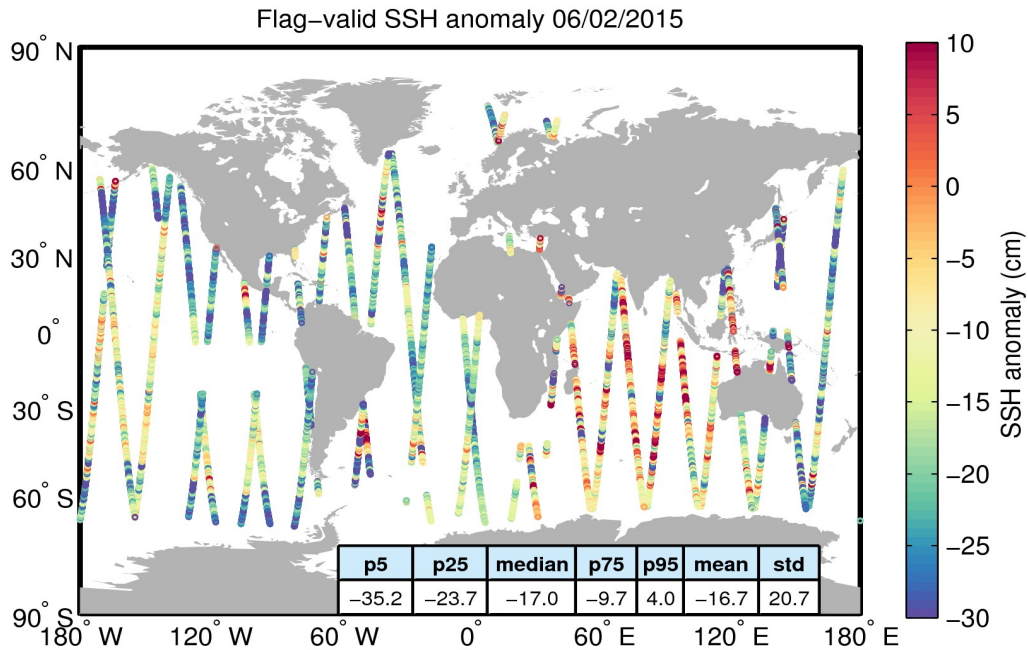 Flag−valid SSH anomaly 06/02/2015
90° N
60° N
30° N
0°
30° S
60° S
90° S
180° W 120° W 60° W 0° 60° E 120° E 180° E
p5 p25 median p75 p95 mean std
−35.2 −23.7 −17.0 −9.7 4.0 −16.7 20.7
10
5
0
−5
−10
−15
−20
−25
−30
SSH anomaly (cm)